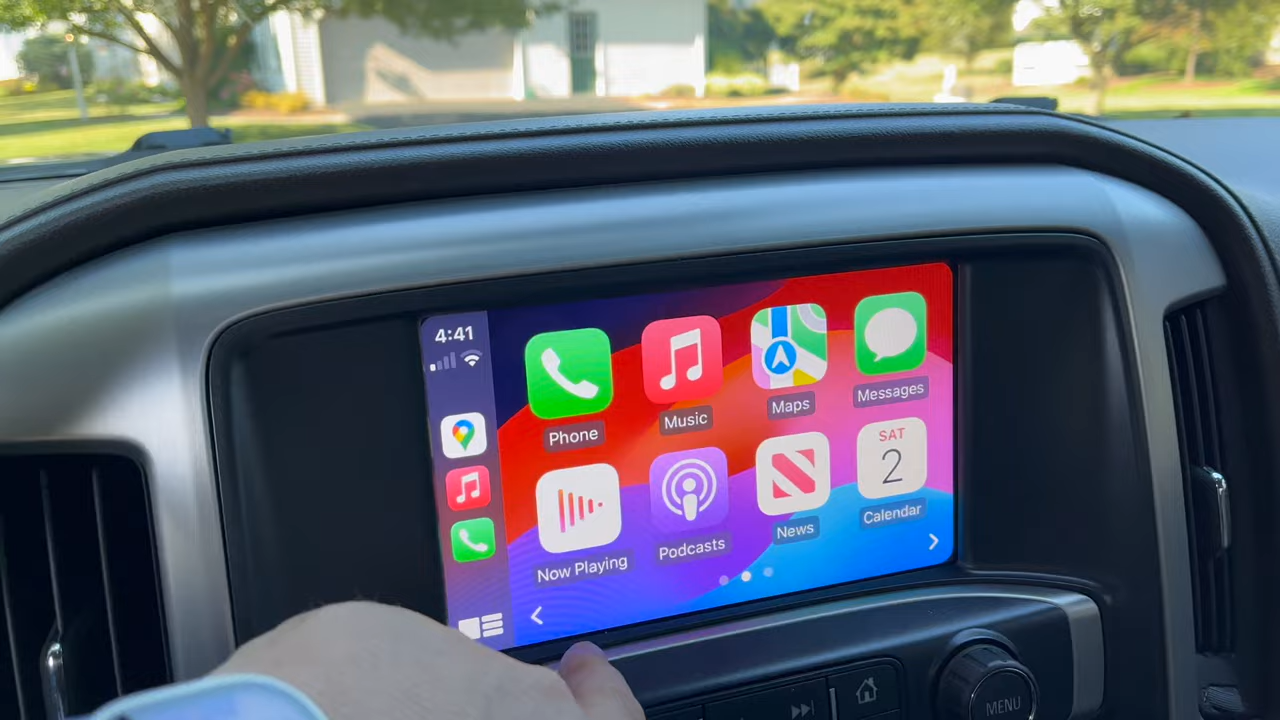 4:41
Phone
Music
Maps
Messages
Now Playing
Podcasts
News
SAT
2
Calendar
MENU